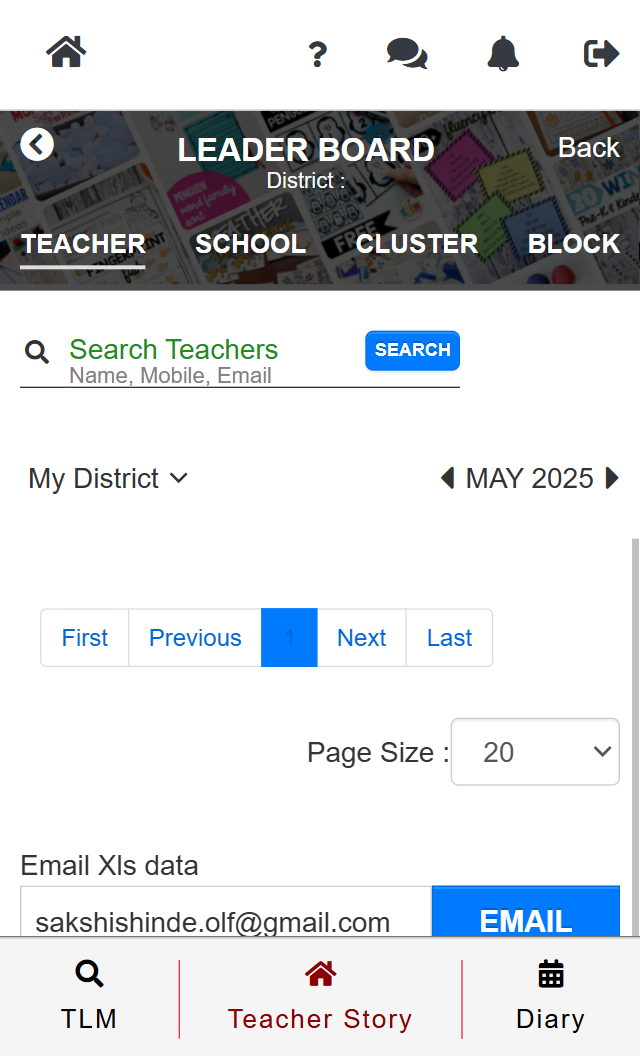 ?
LEADER BOARD
Back
District :
TEACHER SCHOOL CLUSTER BLOCK
Search Teachers
Name, Mobile, Email
SEARCH
My District
MAY 2025
First Previous 1 Next Last
Page Size : 20
Email Xls data
sakshishinde.olf@gmail.com EMAIL
TLM Teacher Story Diary